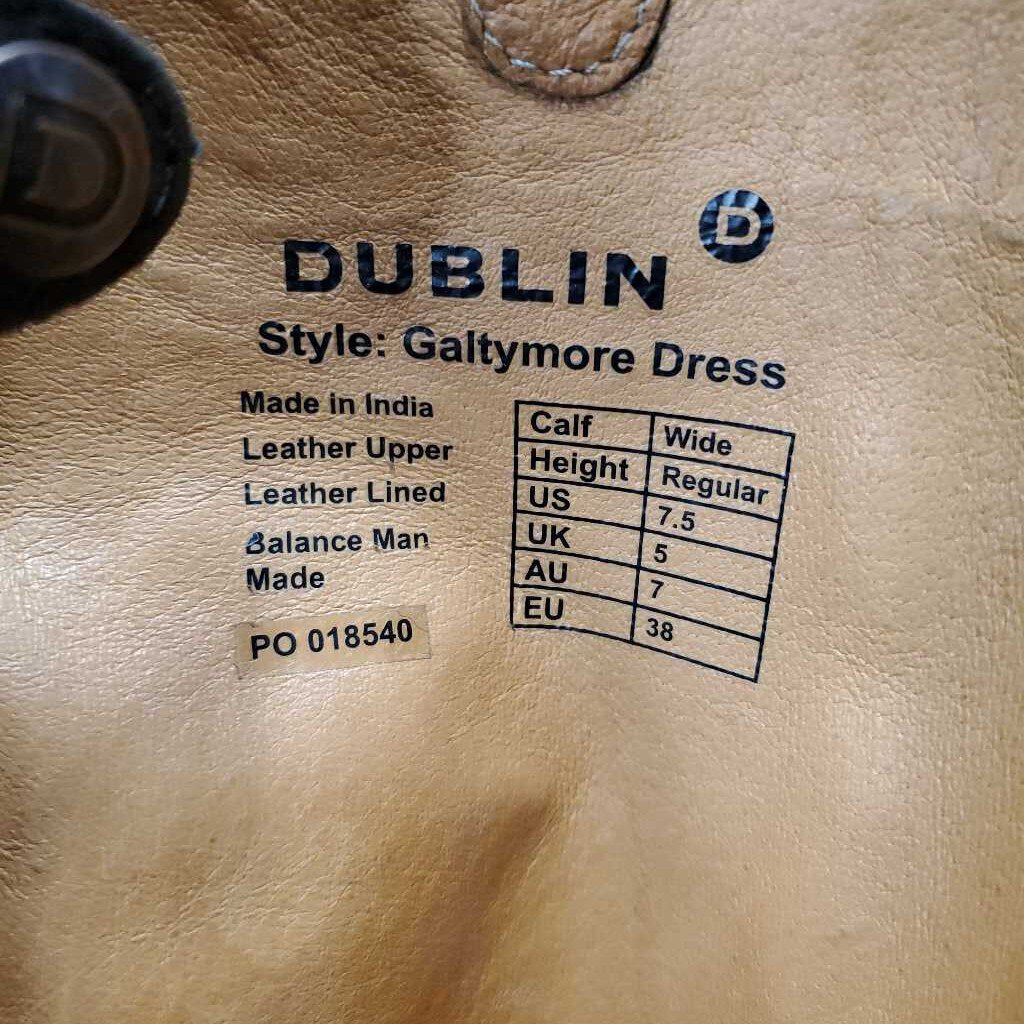 D
D
DUBLIN
Style: Galtymore Dress
Made in India
Leather Upper
Leather Lined
Balance Man
Made
PO 018540
Calf Wide
Height Regular
US 7.5
UK 5
AU 7
EU 38